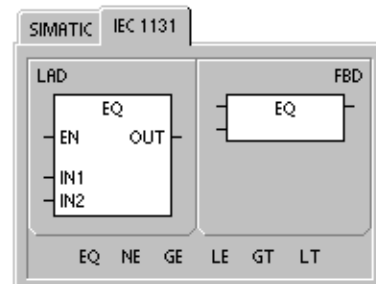 SIMATIC IEC 1131
LAD FBD
EQ EQ
EN OUT
IN1
IN2
EQ NE GE LE GT LT